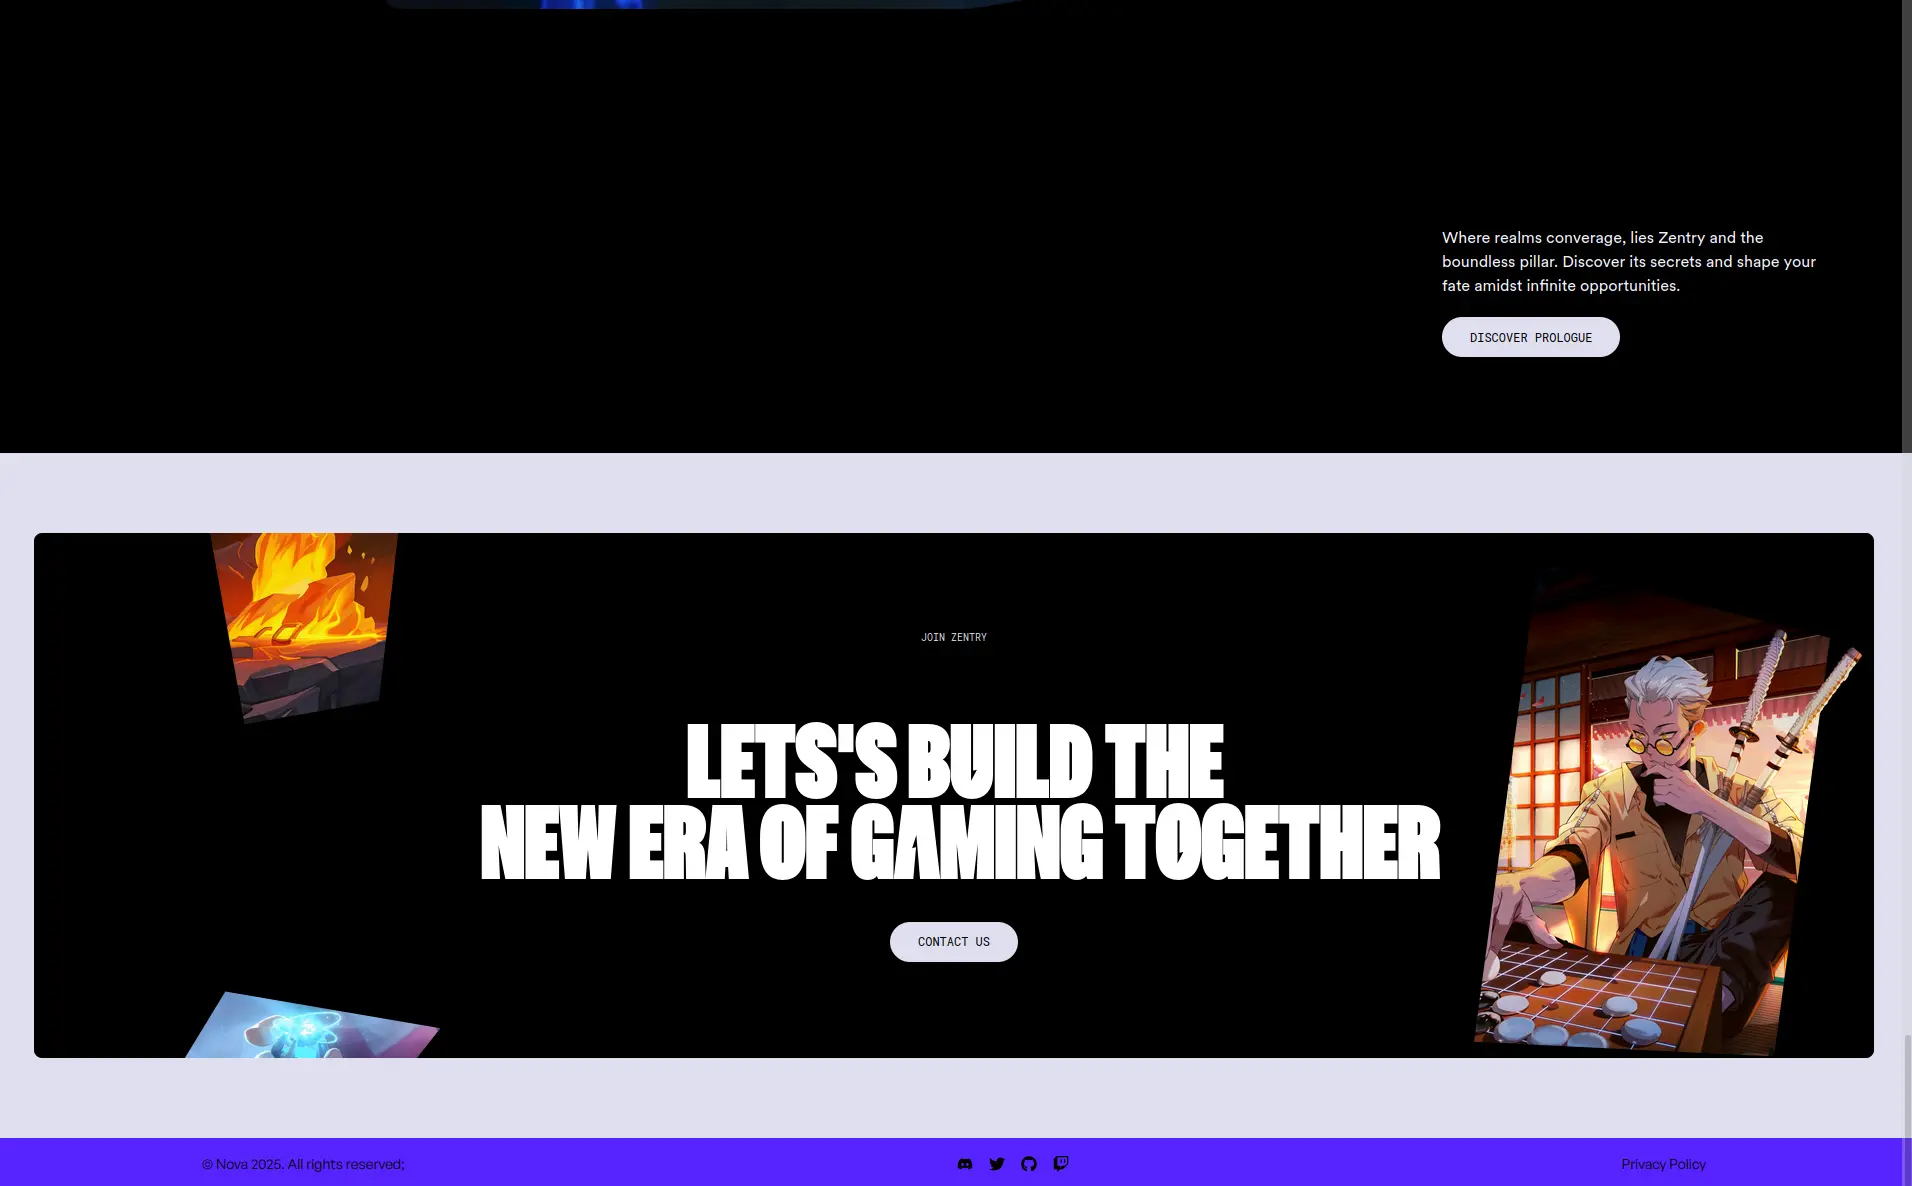 Where realms converage, lies Zentry and the
boundless pillar. Discover its secrets and shape your
fate amidst infinite opportunities.
DISCOVER PROLOGUE
JOIN ZENTRY
LETS'S BUILD THE
NEW ERA OF GAMING TOGETHER
CONTACT US
© Nova 2025. All rights reserved;
Privacy Policy